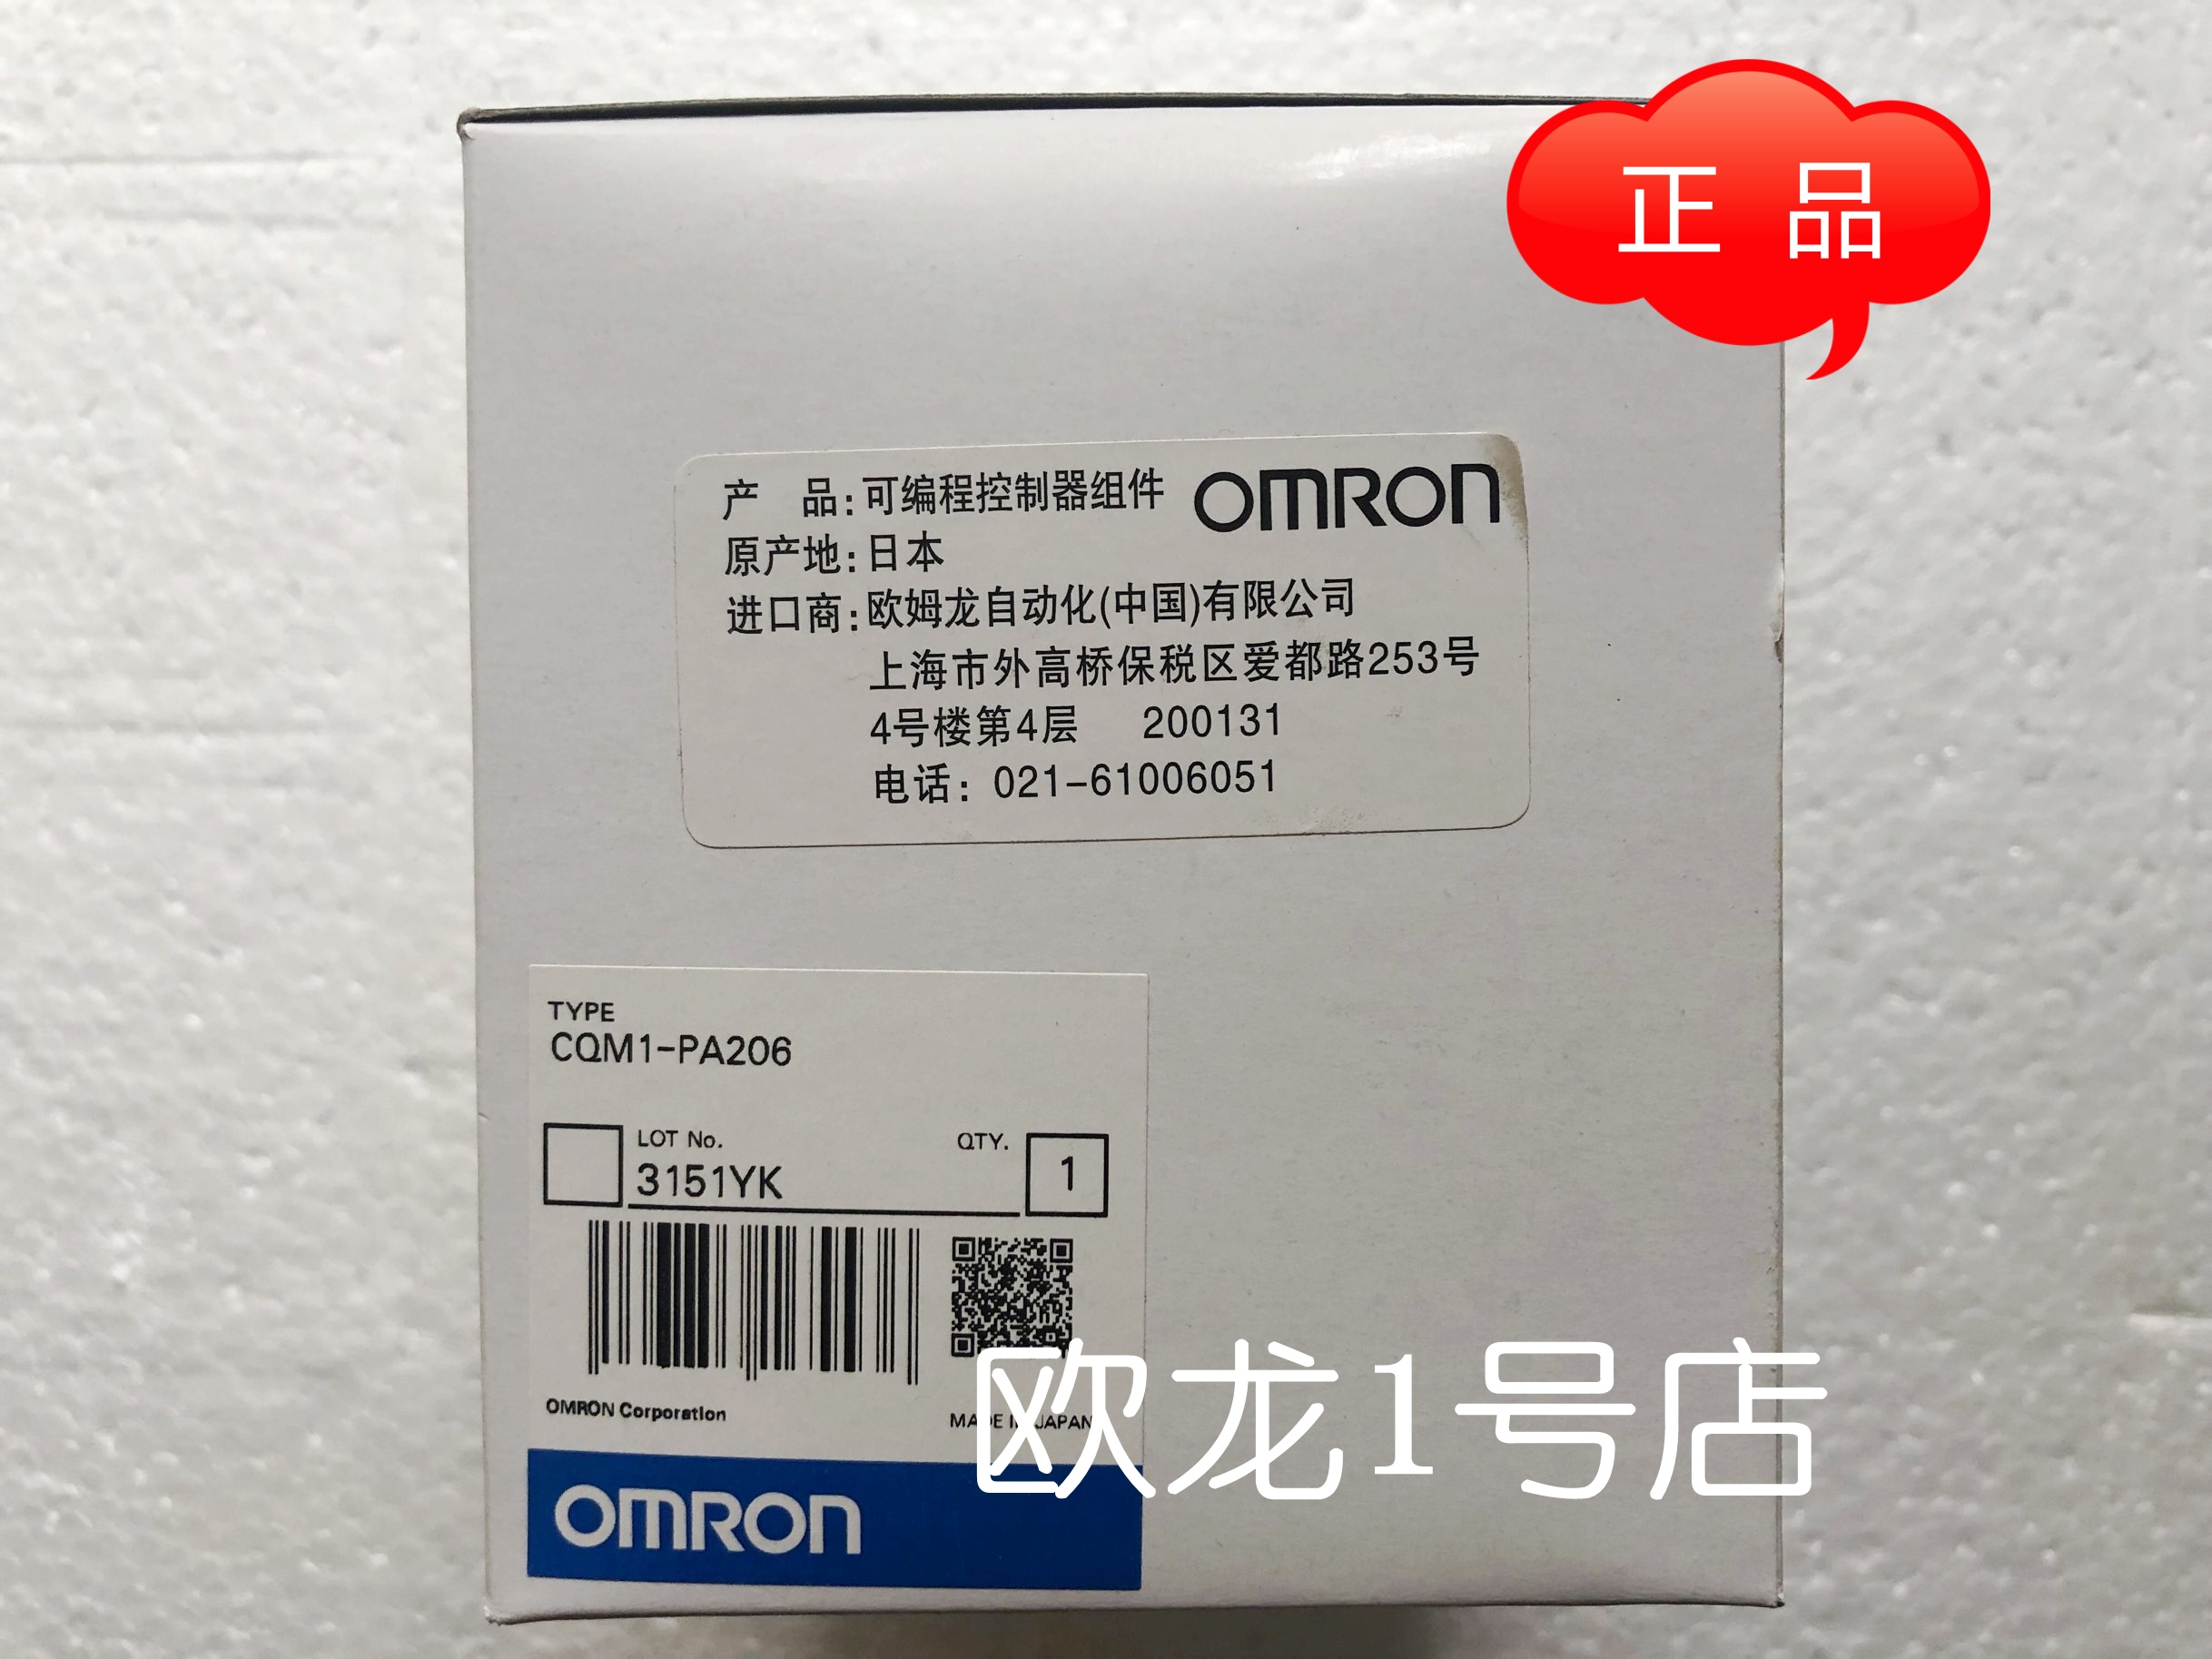 正 品
产 品:可编程控制器组件 OMRON
原产地:日本
进口商:欧姆龙自动化(中国)有限公司
上海市外高桥保税区爱都路253号
4号楼第4层 200131
电话: 021-61006051
TYPE
CQM1-PA206
LOT No. QTY.
3151YK 1
OMRON Corporation MADE IN JAPAN
欧龙1号店
OMRON